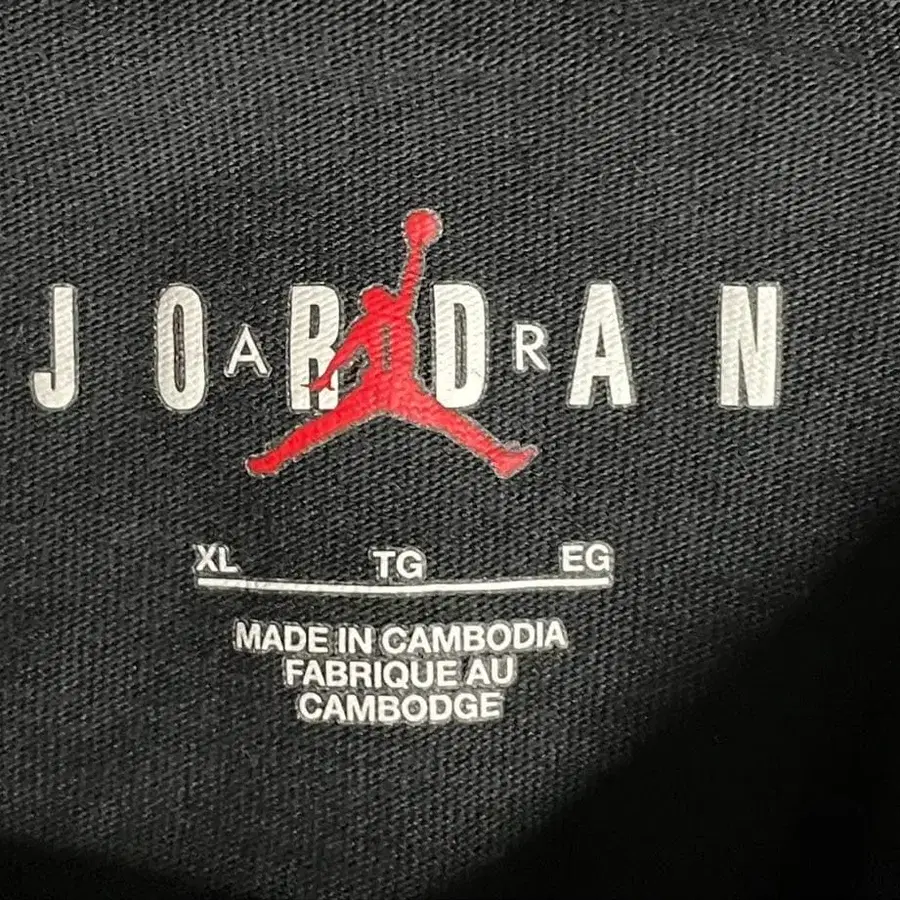 JORDAN
AIR
XL TG EG
MADE IN CAMBODIA
FABRIQUE AU
CAMBODGE